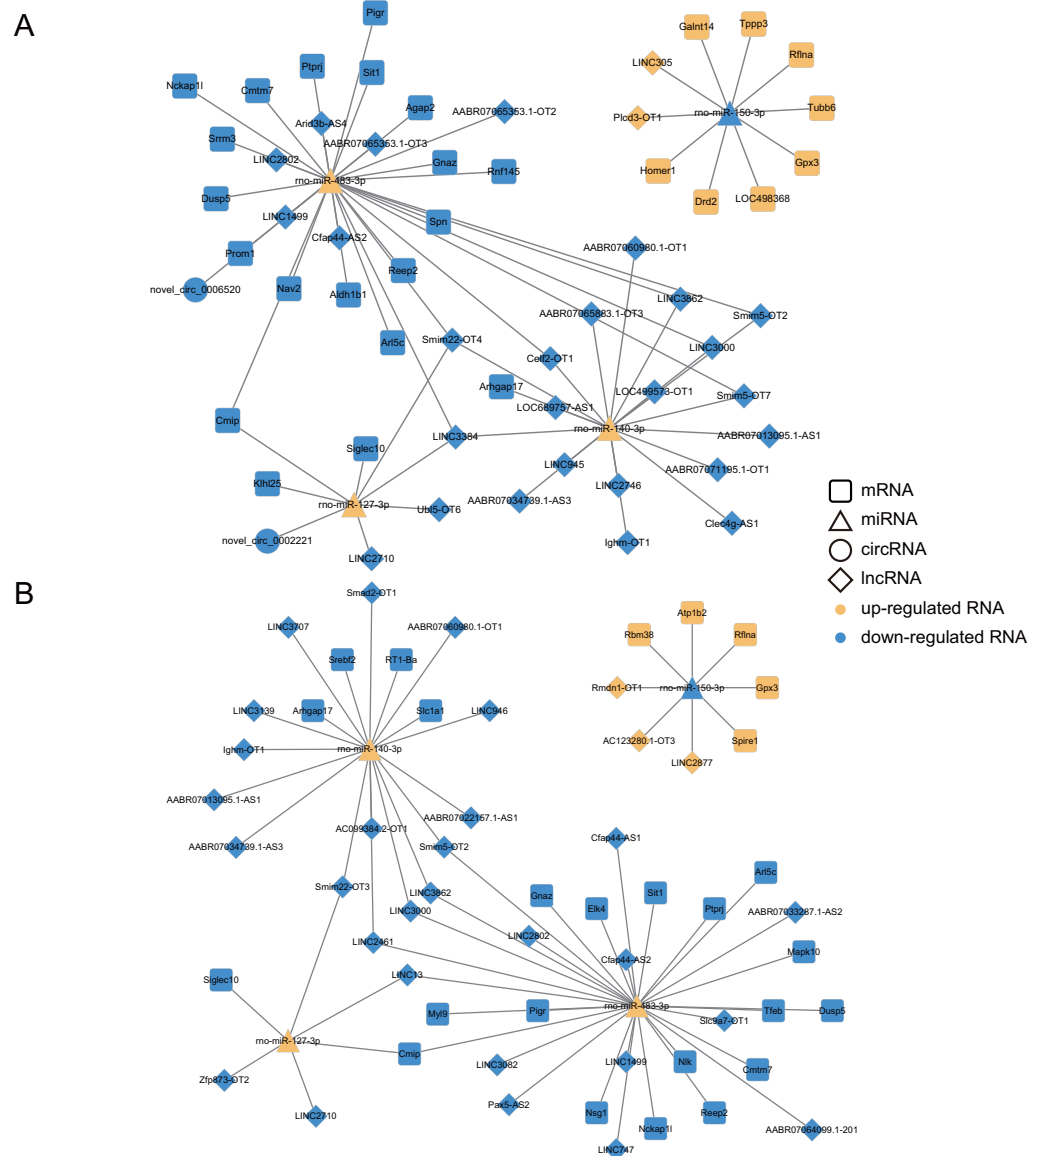 A
Pigr
Galnt14
Tppp3
Rflna
LINC305
Ptprj
Sit1
Nckap1l
Cmtm7
Agap2
AABR07065353.1-OT2
Tubb6
rno-miR-150-3p
Plcd3-OT1
Arid3b-AS4
Srrm3
AABR07065353.1-OT3
LINC2802
Gnaz
Rnf145
Gpx3
Homer1
rno-miR-483-3p
Dusp5
Drd2
LOC498368
LINC1499
Spn
Cfap44-AS2
AABR07060980.1-OT1
Prom1
Reep2
novel_circ_0006520
Nav2
Aldh1b1
LINC3862
AABR07065883.1-OT3
Smim5-OT2
Arl5c
Smim22-OT4
LINC3000
Celf2-OT1
Arhgap17
LOC499573-OT1
Smim5-OT7
LOC689757-AS1
Cmip
rno-miR-140-3p
LINC3384
AABR07013095.1-AS1
Siglec10
LINC945
AABR07071195.1-OT1
Klhl25
LINC2746
AABR07034739.1-AS3
rno-miR-127-3p
Ubl5-OT6
Clec4g-AS1
novel_circ_0002221
Ighm-OT1
LINC2710
mRNA
miRNA
circRNA
lncRNA
up-regulated RNA
down-regulated RNA
B
Smad2-OT1
LINC3707
AABR07060980.1-OT1
Atp1b2
Rbm38
Rflna
Srebf2
RT1-Ba
Rmdn1-OT1
rno-miR-150-3p
Gpx3
LINC3139
Arhgap17
Slc1a1
LINC946
AC123280.1-OT3
Spire1
Ighm-OT1
rno-miR-140-3p
LINC2877
AABR07013095.1-AS1
AABR07022157.1-AS1
AC099384.2-OT1
AABR07034739.1-AS3
Smim5-OT2
Cfap44-AS1
Arl5c
Smim22-OT3
LINC3862
Gnaz
Sit1
LINC3000
Elk4
Ptprj
AABR07033287.1-AS2
LINC2802
LINC2461
Mapk10
Cfap44-AS2
Siglec10
LINC13
rno-miR-483-3p
Myl9
Pigr
Slc9a7-OT1
Tfeb
Dusp5
rno-miR-127-3p
Cmip
LINC3082
LINC1499
Nlk
Cmtm7
Zfp873-OT2
Pax5-AS2
Nsg1
Reep2
LINC2710
Nckap1l
AABR07064099.1-201
LINC747